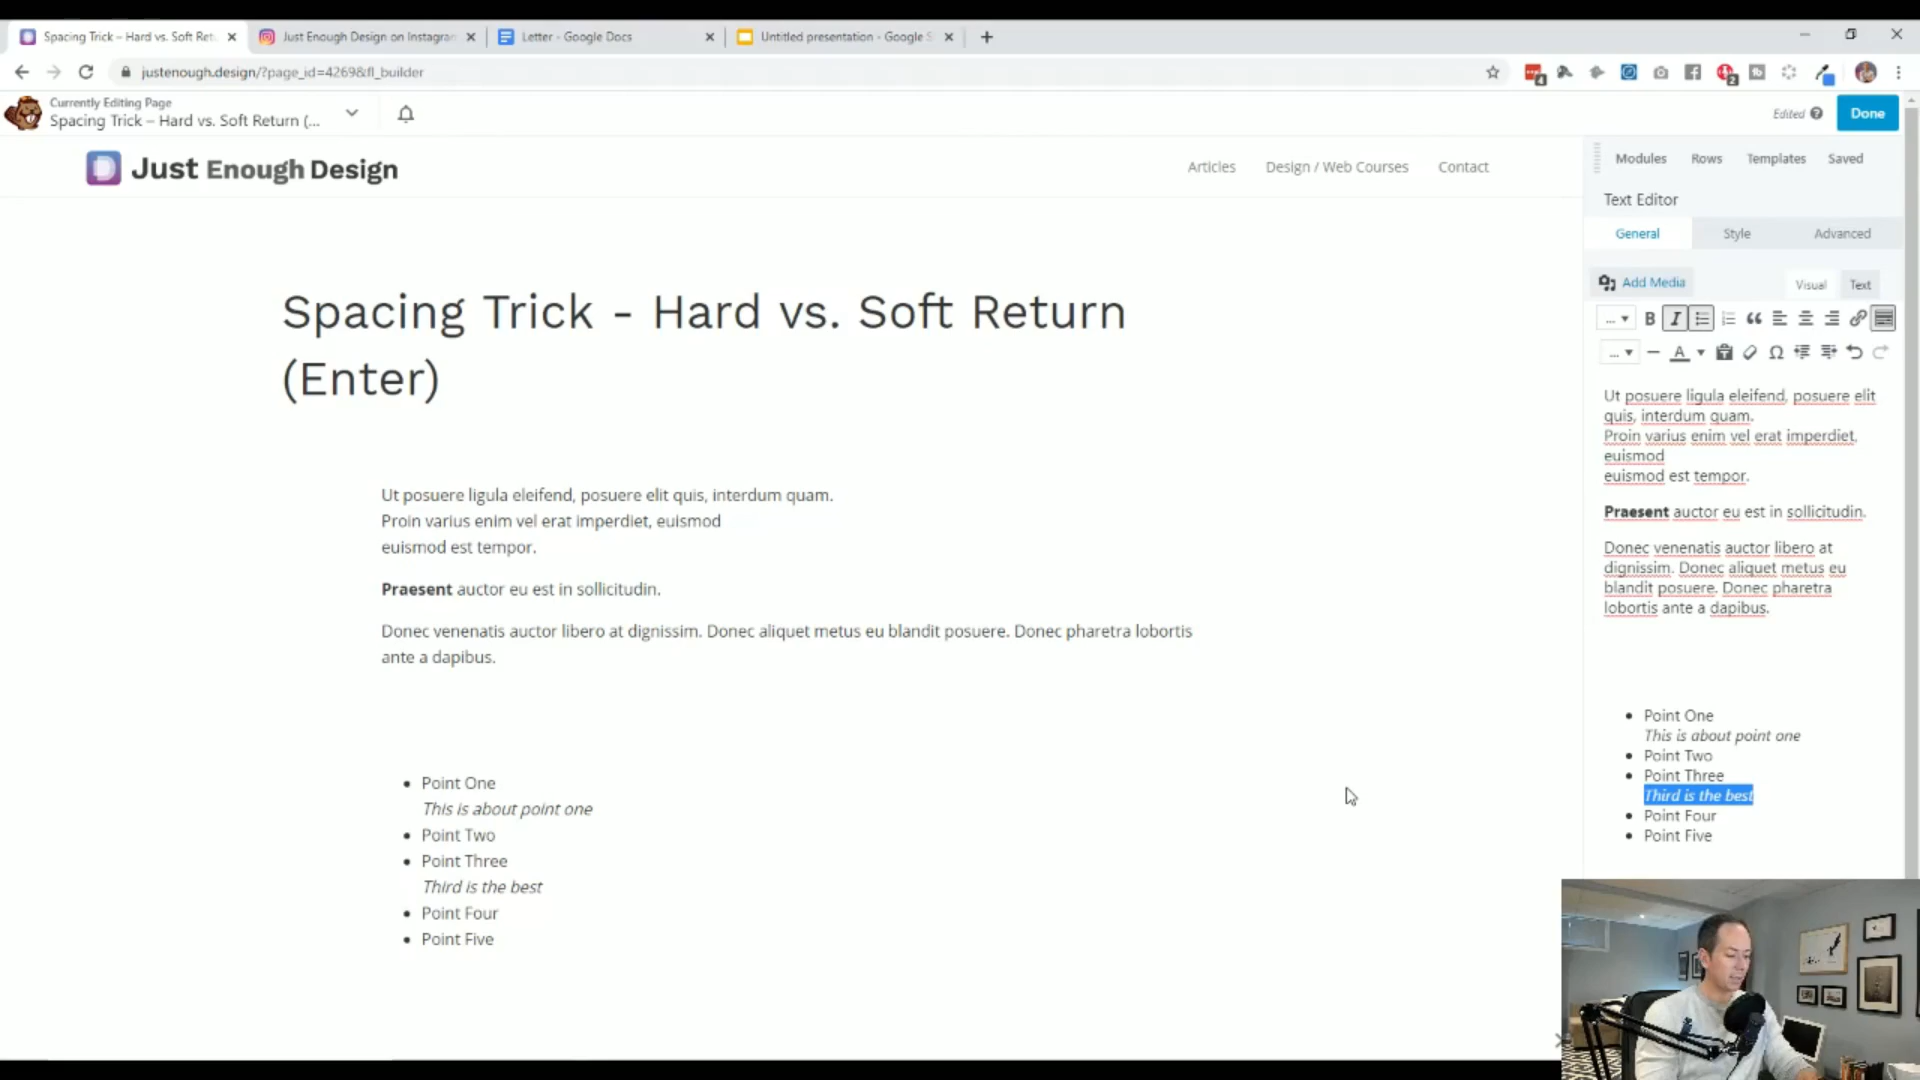 Spacing Trick – Hard vs. Soft Ret
Just Enough Design on Instagram
Letter - Google Docs
Untitled presentation - Google S
justenough.design/?page_id=4269&fl_builder
4
2
Currently Editing Page
Spacing Trick – Hard vs. Soft Return (...
Edited
Done
Just Enough Design
Articles
Design / Web Courses
Contact
Modules
Rows
Templates
Saved
Text Editor
General
Style
Advanced
Add Media
Visual
Text
Spacing Trick - Hard vs. Soft Return
(Enter)
Ut posuere ligula eleifend, posuere elit quis, interdum quam.
Proin varius enim vel erat imperdiet, euismod
euismod est tempor.
Praesent auctor eu est in sollicitudin.
Donec venenatis auctor libero at dignissim. Donec aliquet metus eu blandit posuere. Donec pharetra lobortis
ante a dapibus.
• Point One
This is about point one
• Point Two
• Point Three
Third is the best
• Point Four
• Point Five
Ut posuere ligula eleifend, posuere elit
quis, interdum quam.
Proin varius enim vel erat imperdiet,
euismod
euismod est tempor.
Praesent auctor eu est in sollicitudin.
Donec venenatis auctor libero at
dignissim. Donec aliquet metus eu
blandit posuere. Donec pharetra
lobortis ante a dapibus.
• Point One
This is about point one
• Point Two
• Point Three
Third is the best
• Point Four
• Point Five